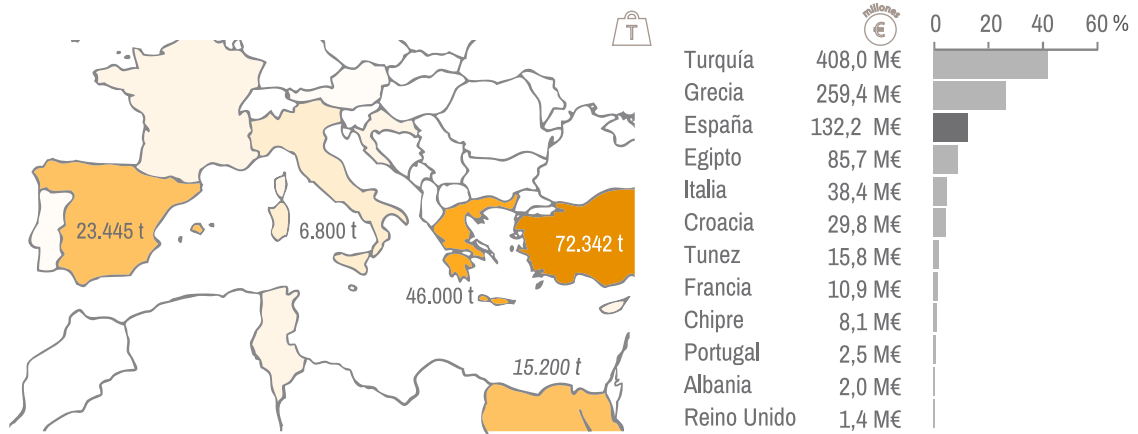 T
millones
€
0 20 40 60 %
Turquía 408,0 M€
Grecia 259,4 M€
España 132,2 M€
Egipto 85,7 M€
Italia 38,4 M€
Croacia 29,8 M€
Tunez 15,8 M€
Francia 10,9 M€
Chipre 8,1 M€
Portugal 2,5 M€
Albania 2,0 M€
Reino Unido 1,4 M€
23.445 t
6.800 t
72.342 t
46.000 t
15.200 t